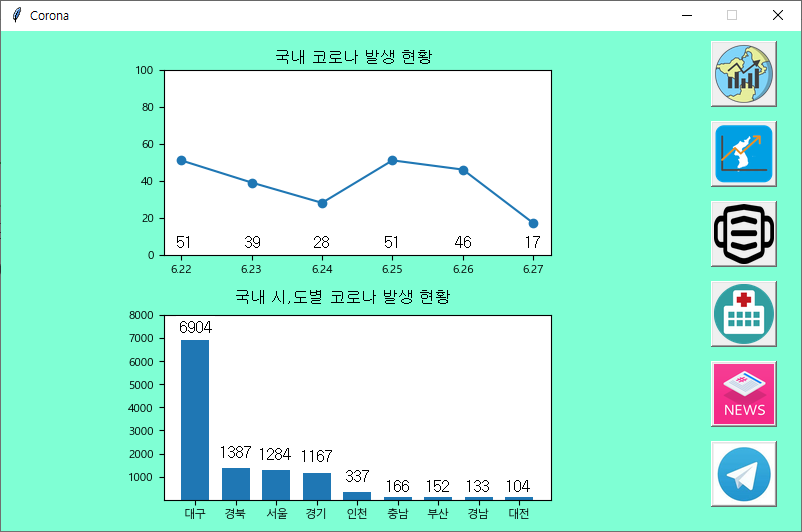 Corona
국내 코로나 발생 현황
100
80
60
40
20
0
51 39 28 51 46 17
6.22 6.23 6.24 6.25 6.26 6.27
국내 시,도별 코로나 발생 현황
8000
7000
6000
5000
4000
3000
2000
1000
6904 1387 1284 1167 337 166 152 133 104
대구 경북 서울 경기 인천 충남 부산 경남 대전
NEWS